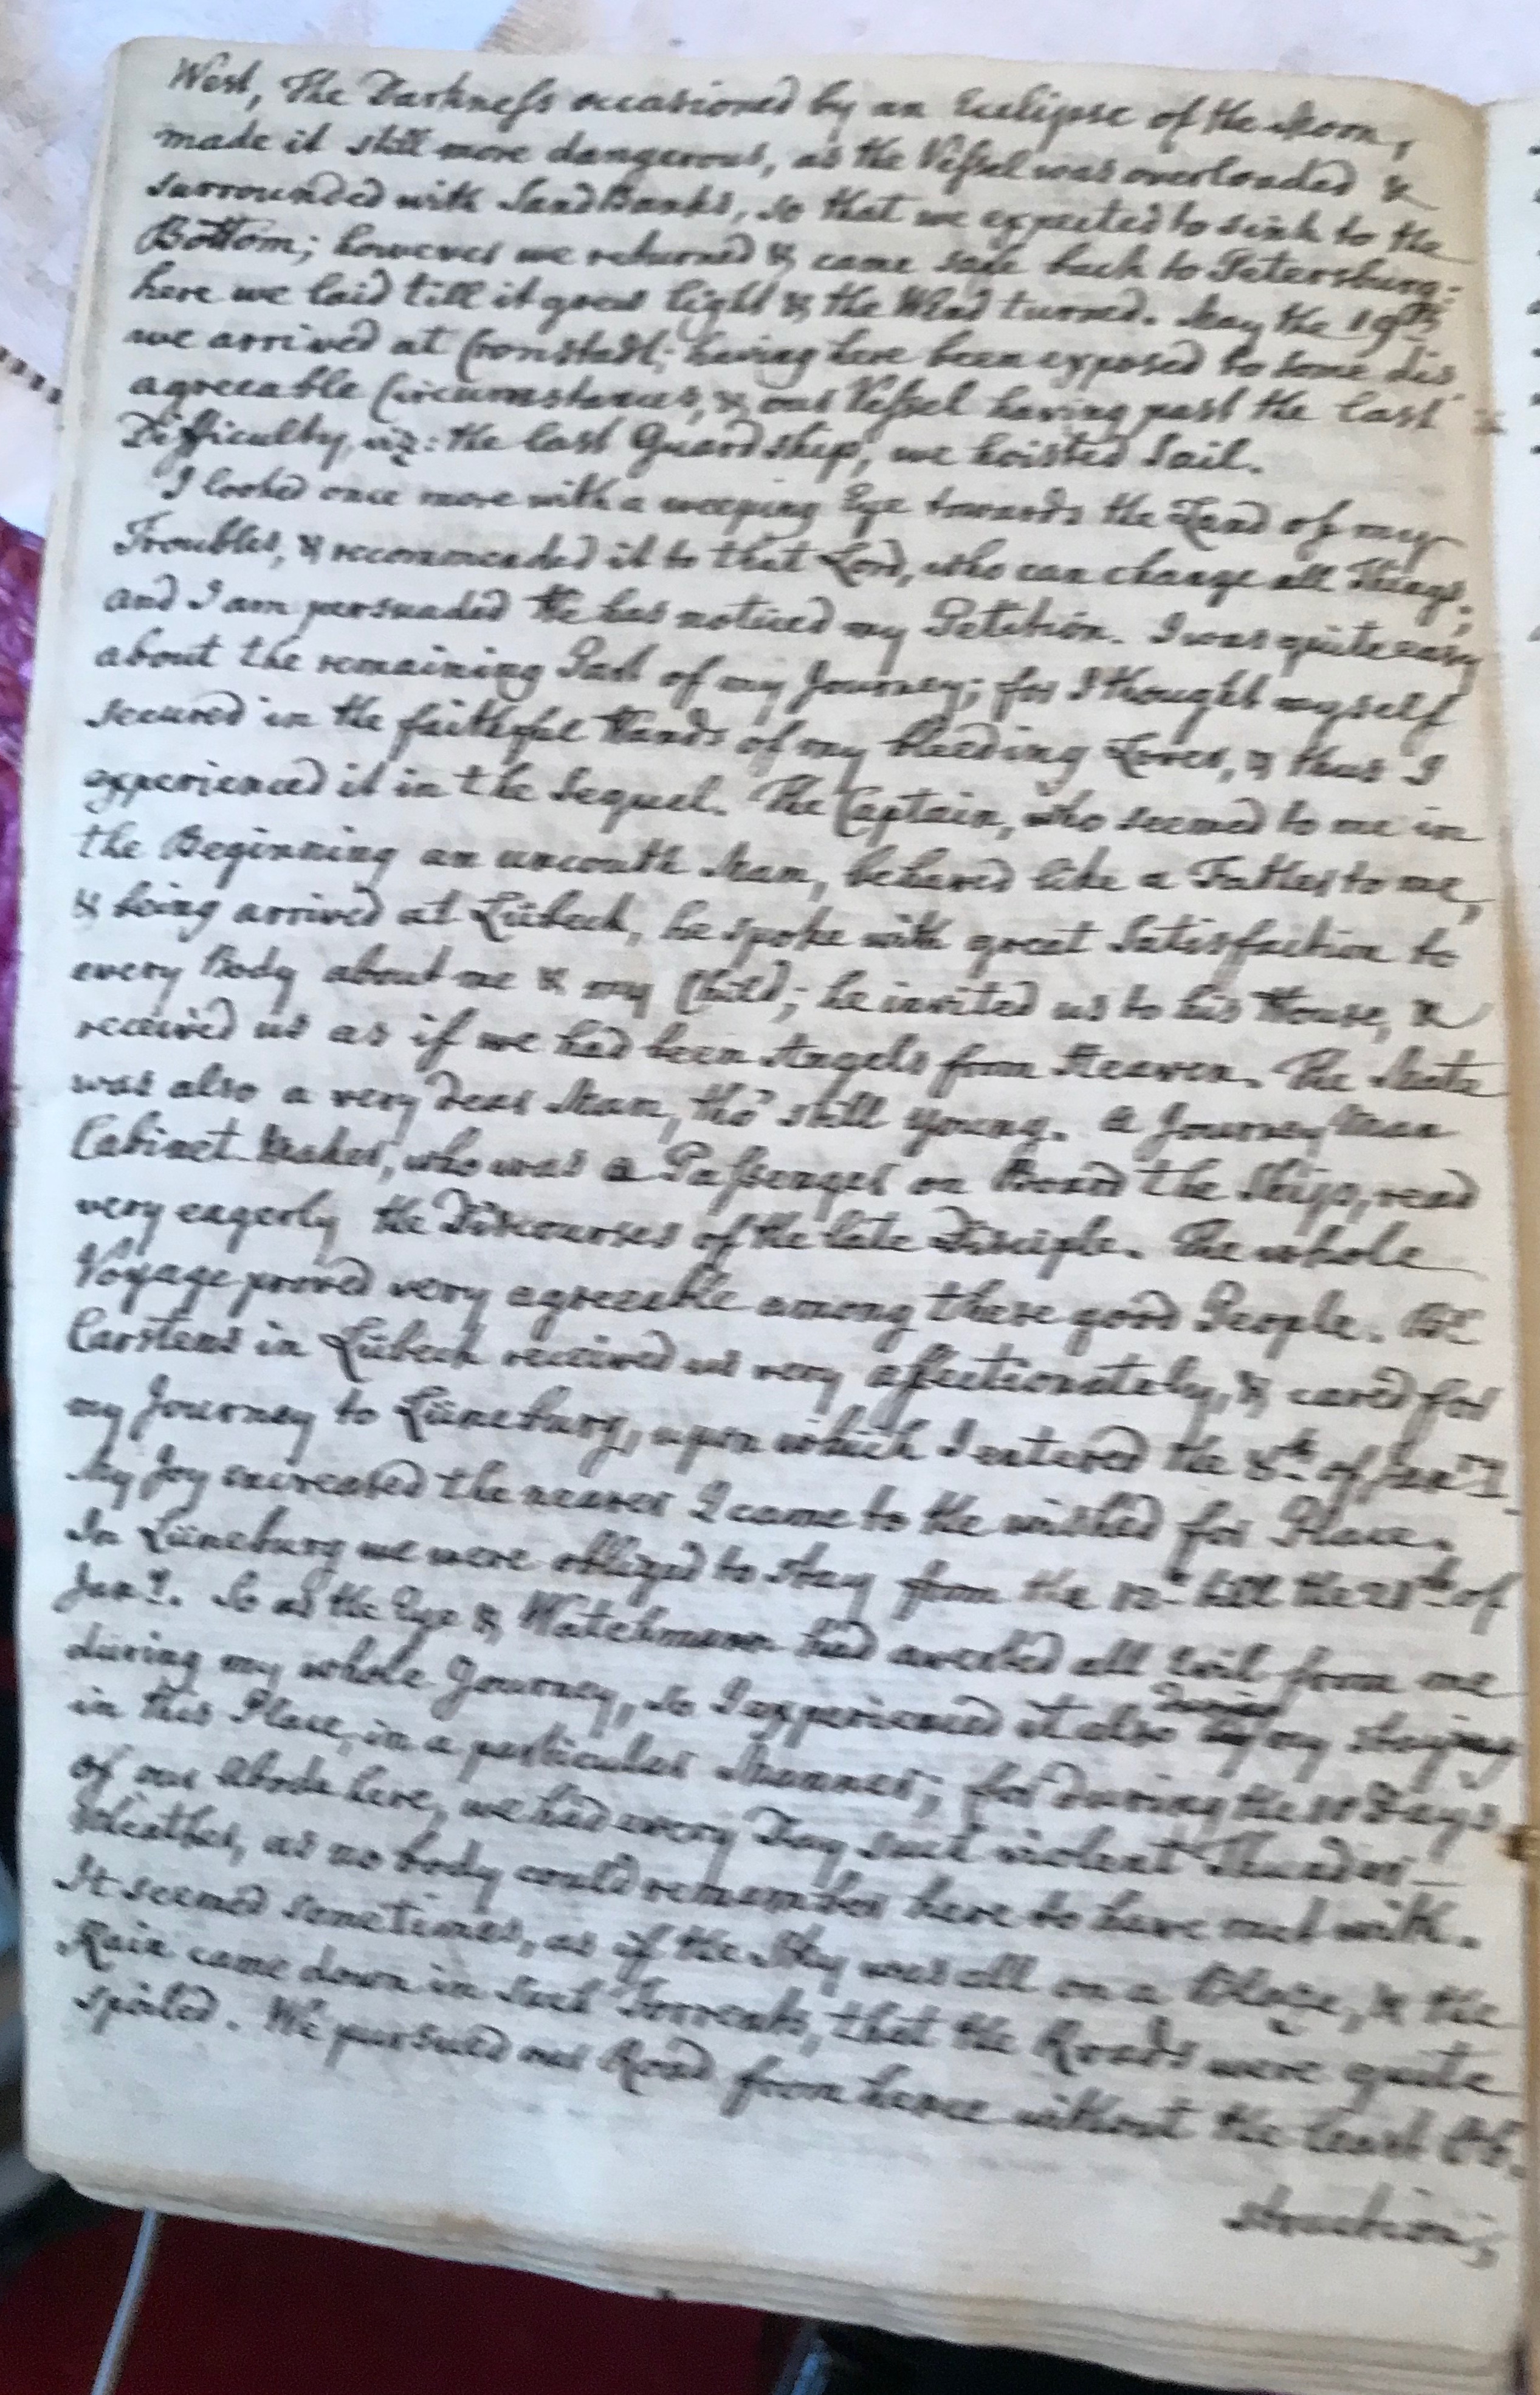 West, the Darkness occasioned by an Ecclipse of the Moon,
made it still more dangerous, as the Vessel was overloaded &
surrounded with Sand Banks, so that we expected to sink to the
Bottom; however we returned & came safe back to Petersburg:
here we laid till it grew light & the Wind turned. May the 19th
we arrived at Cronstadt; having here been exposed to some dis
agreeable Circumstances, & our Vessel having past the last
Difficulty, viz: the last Guardship, we hoisted Sail.
I looked once more with a weeping Eye towards the Land of my
Troubles, & recommended it to that Lord, who can change all Things;
and I am persuaded He has noticed my Petition. I was quite easy
about the remaining Part of my Journey; for I thought myself
secured in the faithful Hands of my bleeding Lover, & thus I
experienced it in the Sequel. The Captain, who seemed to me in
the Beginning an uncouth Man, behaved like a Father to me,
& being arrived at Lübeck, he spoke with great Satisfaction to
every Body about me & my Child; he invited us to his House, &
received us as if we had been Angels from Heaven. The Mate
was also a very dear Man, tho' still young. A Journey Man
Cabinet-Maker, who was a Passenger on Board the Ship, read
very eagerly the Discourses of the late Disciple. The whole
Voyage proved very agreeable among these good People. Br
Carstens in Lübeck received us very affectionately, & cared for
my Journey to Lüneburg, upon which I entered the 8th of
My Joy increased the nearer I came to the wished for Place.
In Lüneburg we were obliged to stay from the till the of
So as the Eye & Watchmann had averted all Evil from me
during my whole Journey, so I experienced it also during my staying
in this Place, in a particular Manner; for during the Days
of our Abode here, we had every Day such violent Thunder-
Weather, as no body could remember here to have met with.
It seemed sometimes, as if the Sky was all on a Blaze, & the
Rain came down in such Torrents, that the Roads were quite
spoiled. We pursued our Road from hence without the least Ob-
struction;